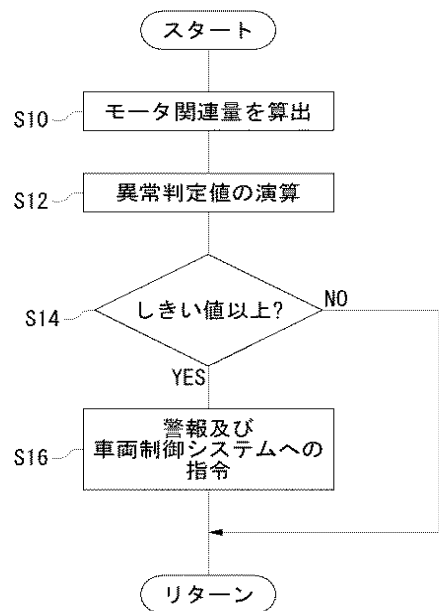 スタート
S10
モータ関連量を算出
S12
異常判定値の演算
S14
しきい値以上?
NO
YES
S16
警報及び
車両制御システムへの
指令
リターン